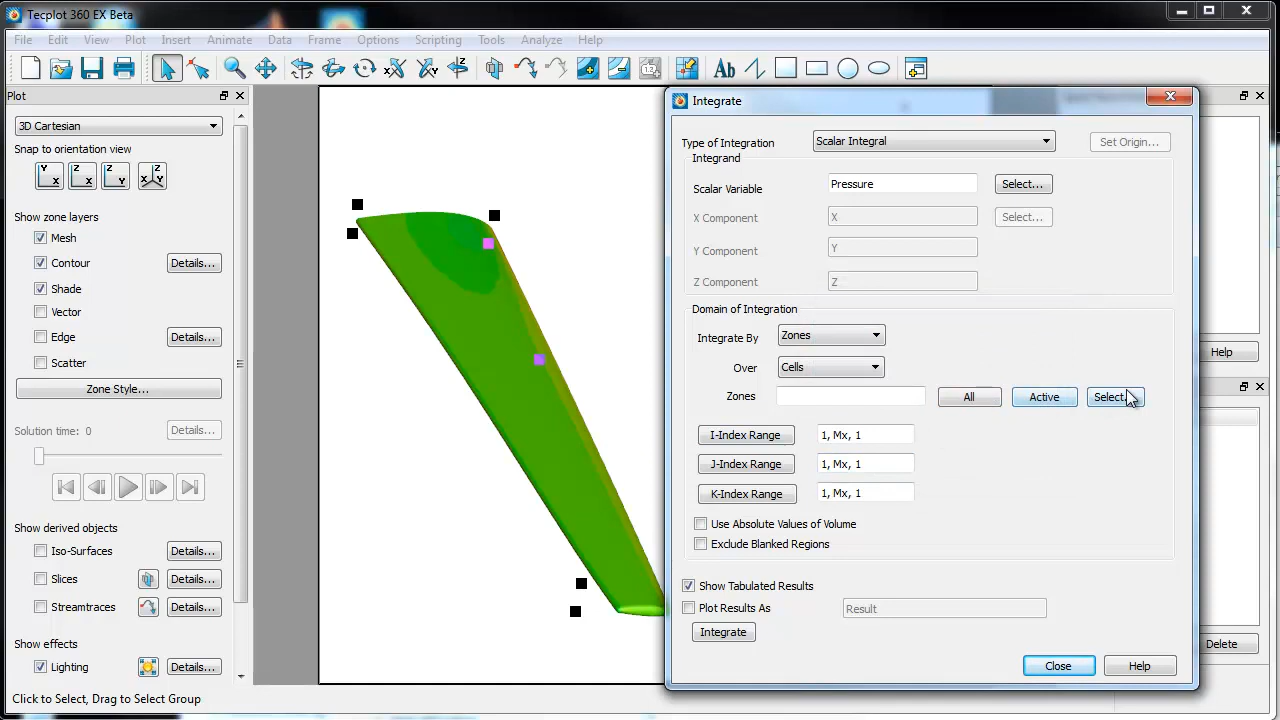 Tecplot 360 EX Beta
File Edit View Plot Insert Animate Data Frame Options Scripting Tools Analyze Help
Plot
3D Cartesian
Snap to orientation view
Show zone layers
Mesh
Contour Details...
Shade
Vector
Edge Details...
Scatter
Zone Style...
Solution time: 0 Details...
Show derived objects
Iso-Surfaces Details...
Slices Details...
Streamtraces Details...
Show effects
Lighting Details...
Click to Select, Drag to Select Group
Integrate
Type of Integration Scalar Integral Set Origin...
Integrand
Scalar Variable Pressure Select...
X Component X Select...
Y Component Y
Z Component Z
Domain of Integration
Integrate By Zones
Over Cells
Zones All Active Select...
I-Index Range 1, Mx, 1
J-Index Range 1, Mx, 1
K-Index Range 1, Mx, 1
Use Absolute Values of Volume
Exclude Blanked Regions
Show Tabulated Results
Plot Results As Result
Integrate
Close Help
Help
Delete